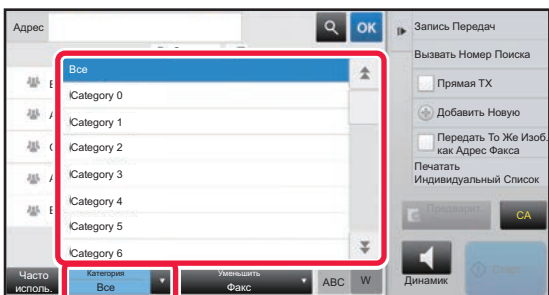 Адрес
OK
Все
Category 0
Category 1
Category 2
Category 3
Category 4
Category 5
Category 6
Часто
исполь.
Категория
Все
Уменьшить
Факс
ABC
W
Запись Передач
Вызвать Номер Поиска
Прямая TX
Добавить Новую
Передать То Же Изоб.
как Адрес Факса
Печатать
Индивидуальный Список
Предварит.
CA
Динамик
Старт